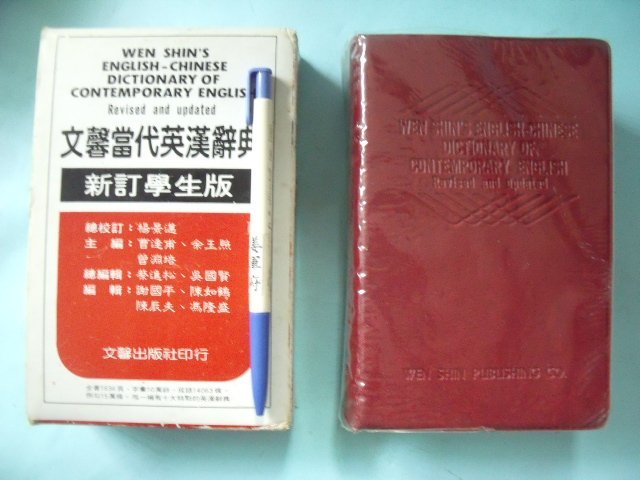 WEN SHIN'S
ENGLISH-CHINESE
DICTIONARY OF
CONTEMPORARY ENGLIS
Revised and updated
文馨當代英漢辭典
新訂學生版
總校訂：楊景邁
主編：曹逢甫、余玉照
曾淵培
總編輯：蔡進松、吳國賢
編輯：謝國平、陳如鶴
陳辰夫、馮隆盛
文馨出版社印行
WEN SHIN'S ENGLISH-CHINESE
DICTIONARY OF
CONTEMPORARY ENGLISH
Revised and updated
WEN SHIN PUBLISHING CO.